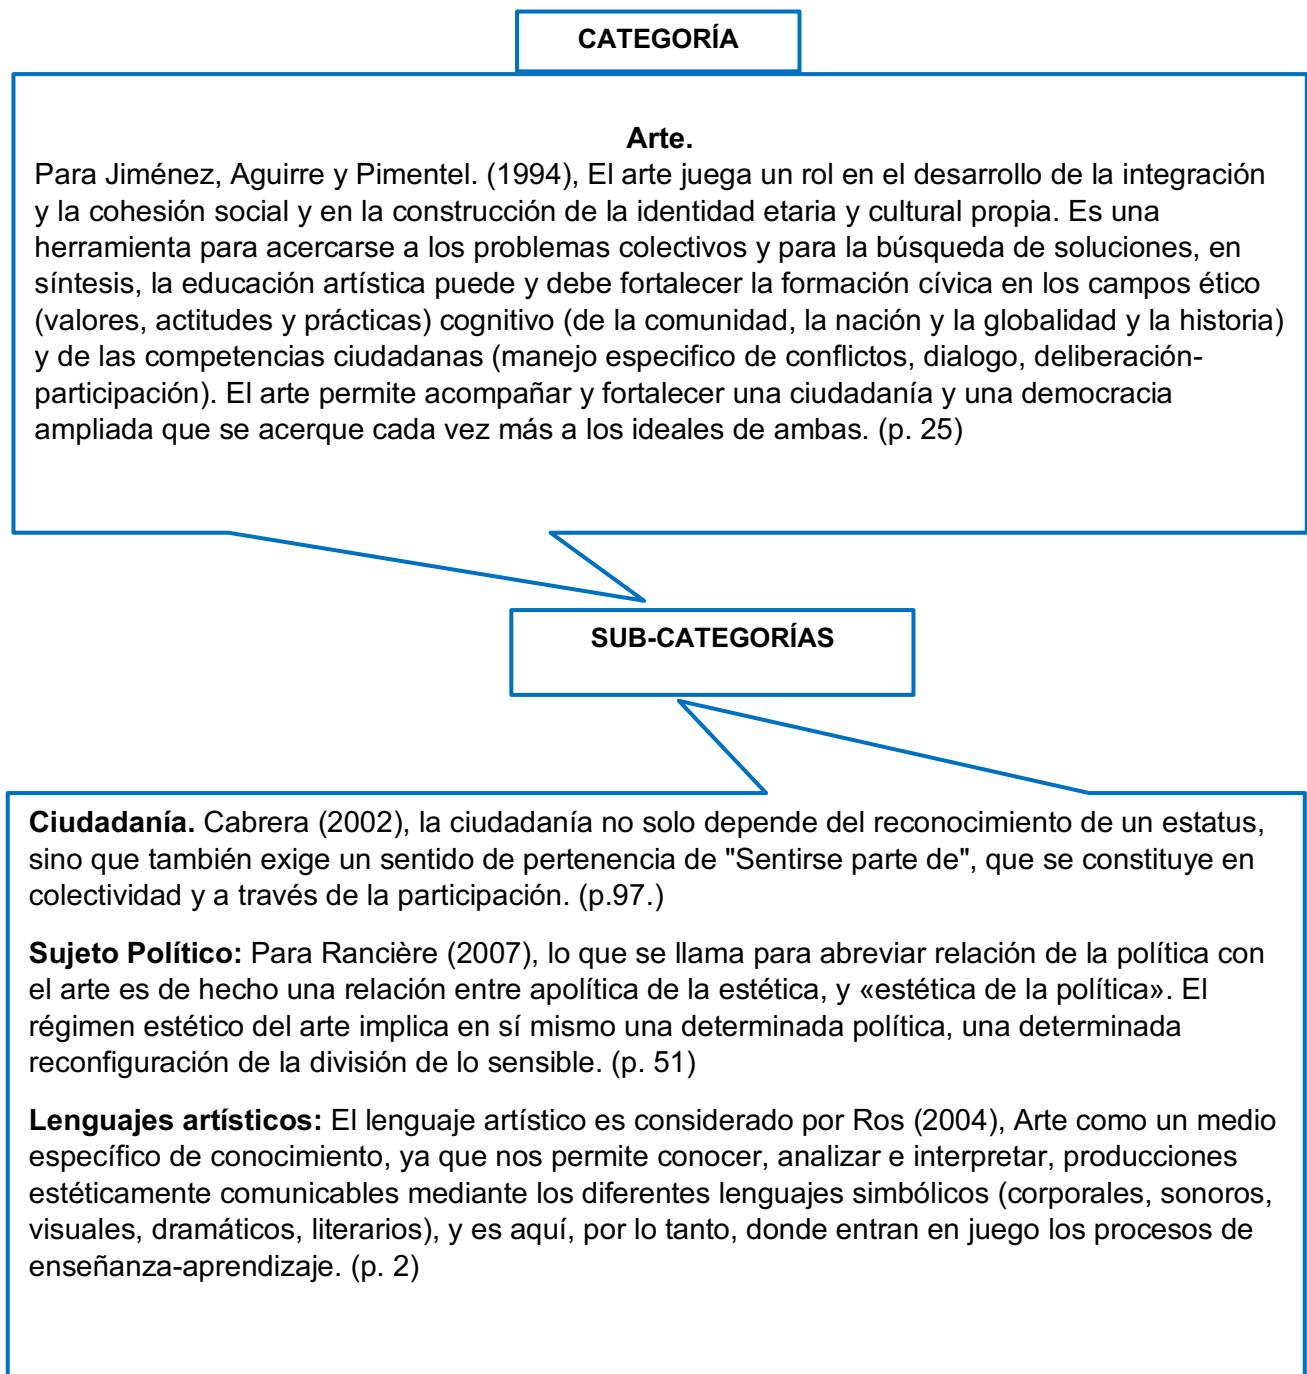 CATEGORÍA
Arte.
Para Jiménez, Aguirre y Pimentel. (1994), El arte juega un rol en el desarrollo de la integración
y la cohesión social y en la construcción de la identidad etaria y cultural propia. Es una
herramienta para acercarse a los problemas colectivos y para la búsqueda de soluciones, en
síntesis, la educación artística puede y debe fortalecer la formación cívica en los campos ético
(valores, actitudes y prácticas) cognitivo (de la comunidad, la nación y la globalidad y la historia)
y de las competencias ciudadanas (manejo especifico de conflictos, dialogo, deliberación-
participación). El arte permite acompañar y fortalecer una ciudadanía y una democracia
ampliada que se acerque cada vez más a los ideales de ambas. (p. 25)
SUB-CATEGORÍAS
Ciudadanía. Cabrera (2002), la ciudadanía no solo depende del reconocimiento de un estatus,
sino que también exige un sentido de pertenencia de "Sentirse parte de", que se constituye en
colectividad y a través de la participación. (p.97.)
Sujeto Político: Para Rancière (2007), lo que se llama para abreviar relación de la política con
el arte es de hecho una relación entre apolítica de la estética, y «estética de la política». El
régimen estético del arte implica en sí mismo una determinada política, una determinada
reconfiguración de la división de lo sensible. (p. 51)
Lenguajes artísticos: El lenguaje artístico es considerado por Ros (2004), Arte como un medio
específico de conocimiento, ya que nos permite conocer, analizar e interpretar, producciones
estéticamente comunicables mediante los diferentes lenguajes simbólicos (corporales, sonoros,
visuales, dramáticos, literarios), y es aquí, por lo tanto, donde entran en juego los procesos de
enseñanza-aprendizaje. (p. 2)